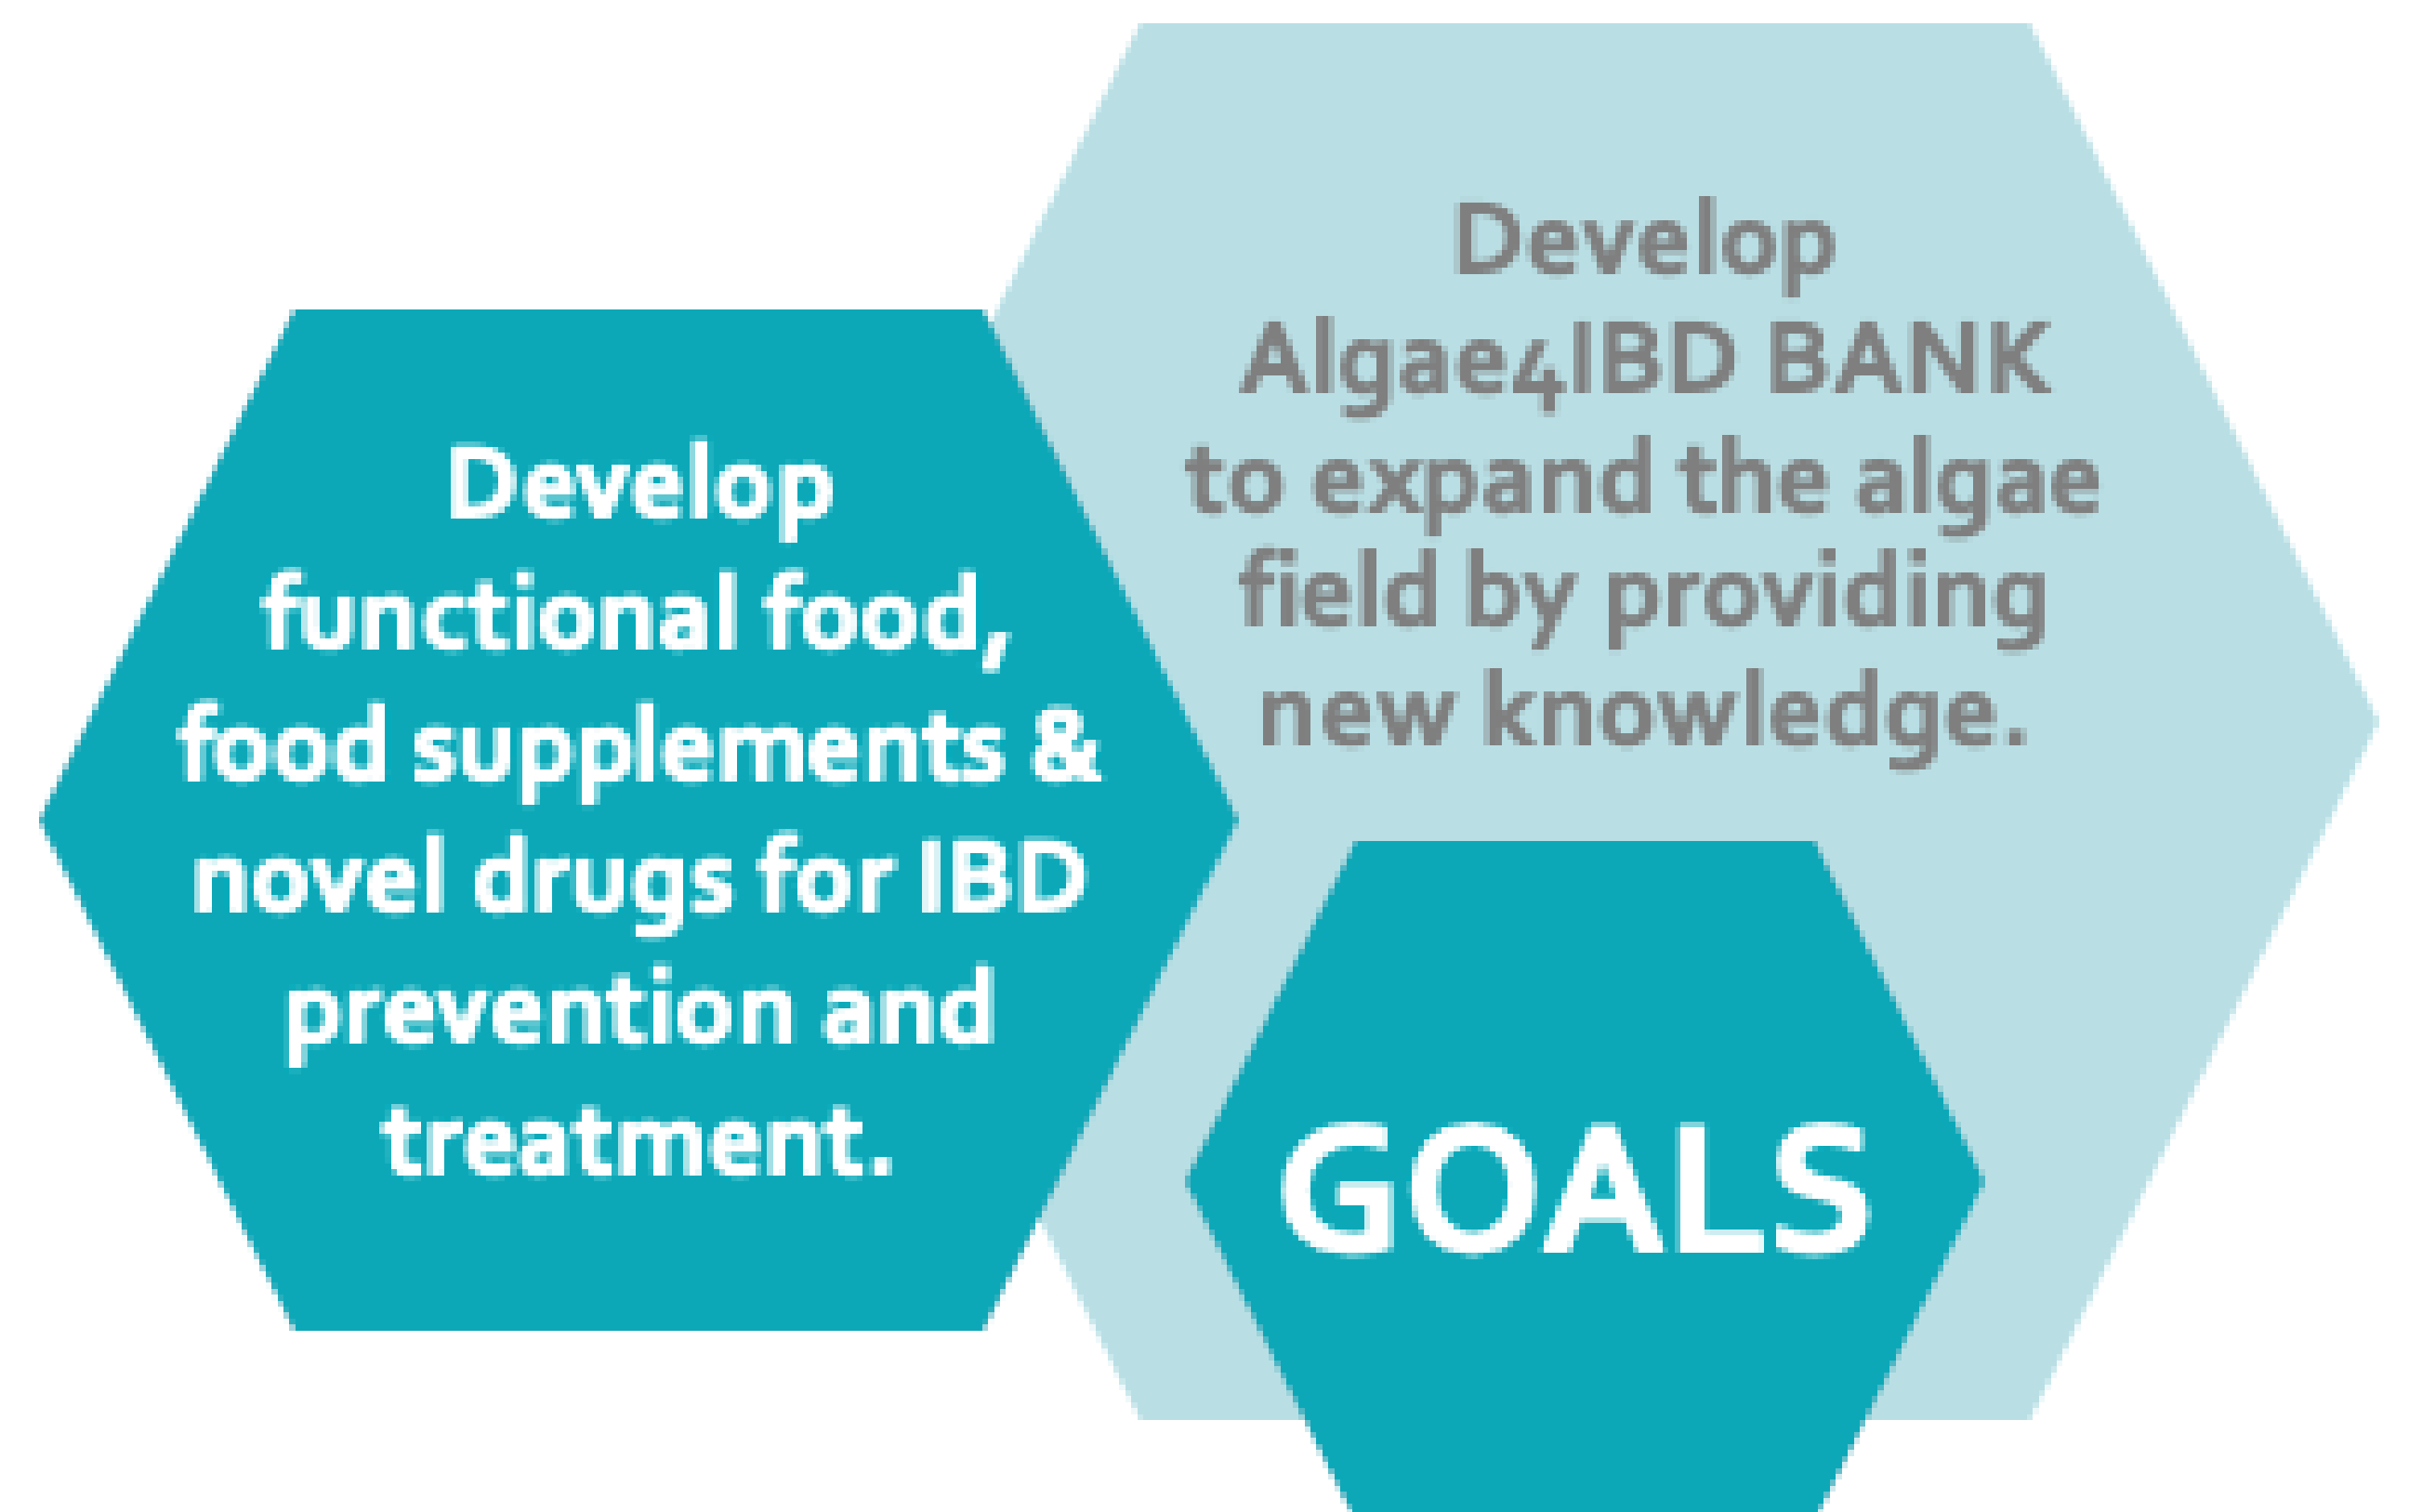 Develop
functional food,
food supplements &
novel drugs for IBD
prevention and
treatment.
Develop
Algae4IBD BANK
to expand the algae
field by providing
new knowledge.
GOALS